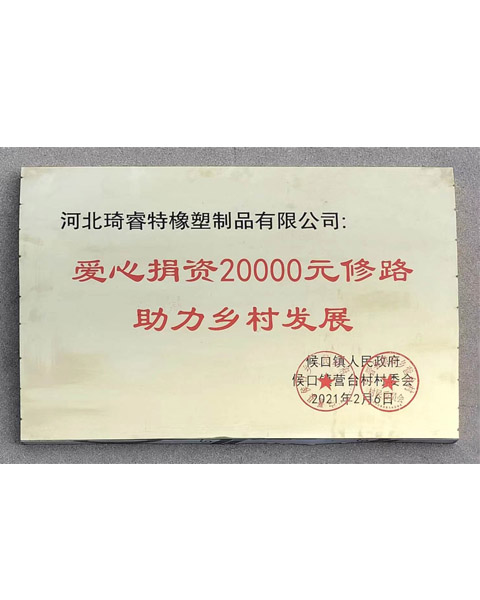 河北琦睿特橡塑制品有限公司:
爱心捐资20000元修路
助力乡村发展
候口镇人民政府
候口镇营台村村委会
2021年2月6日